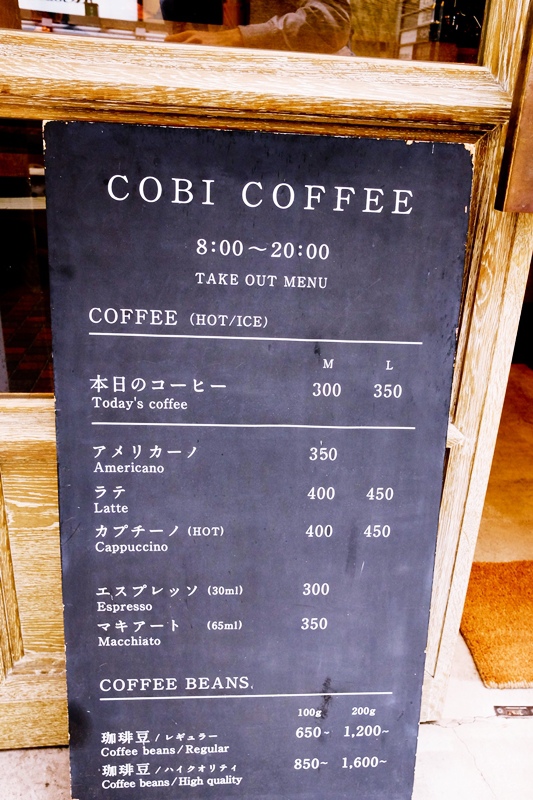 COBI COFFEE
8:00～20:00
TAKE OUT MENU
COFFEE (HOT/ICE)
M L
本日のコーヒー 300 350
Today's coffee
アメリカーノ 350
Americano
ラテ 400 450
Latte
カプチーノ (HOT) 400 450
Cappuccino
エスプレッソ (30ml) 300
Espresso
マキアート (65ml) 350
Macchiato
COFFEE BEANS
100g 200g
珈琲豆 / レギュラー 650~ 1,200~
Coffee beans/Regular
珈琲豆 / ハイクオリティ 850~ 1,600~
Coffee beans/High quality